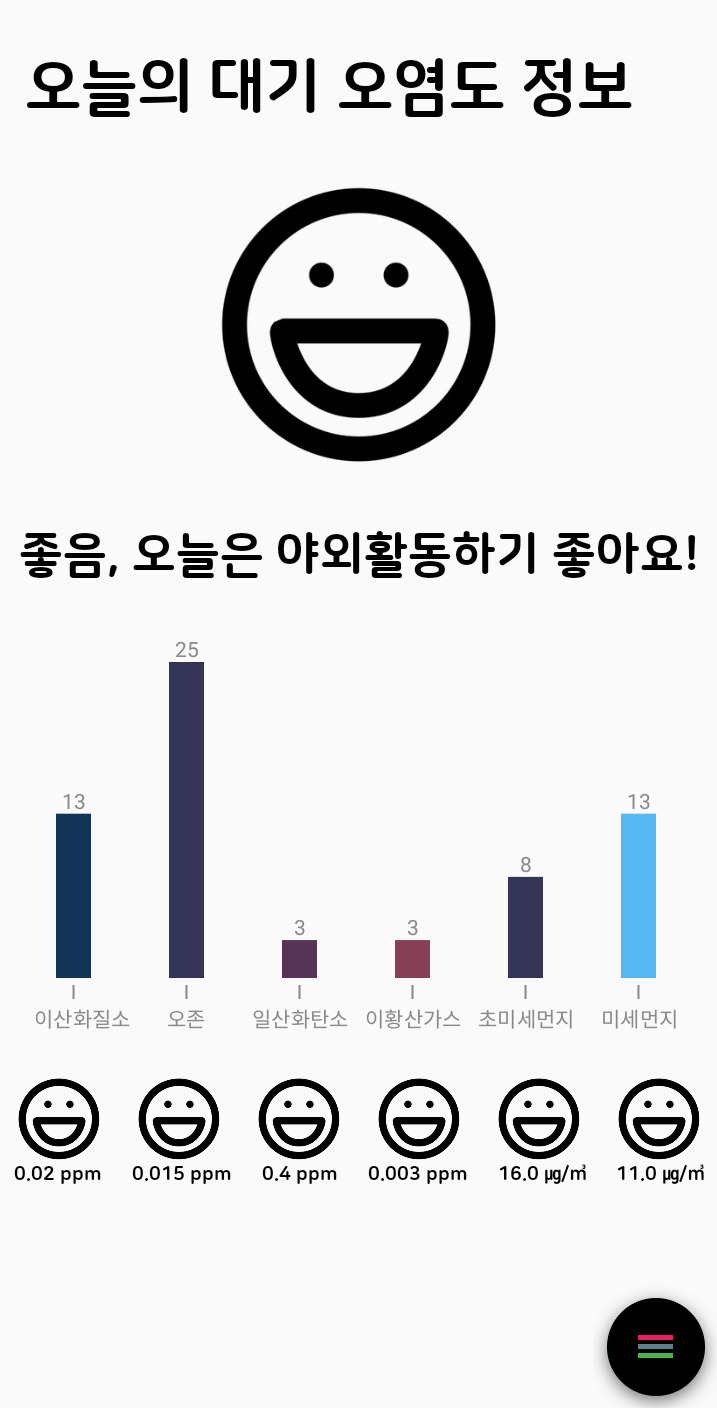 오늘의 대기 오염도 정보
좋음, 오늘은 야외활동하기 좋아요!
25
13
13
8
3
3
이산화질소 오존 일산화탄소 이황산가스 초미세먼지 미세먼지
0.02 ppm 0.015 ppm 0.4 ppm 0.003 ppm 16.0 ㎍/㎥ 11.0 ㎍/㎥